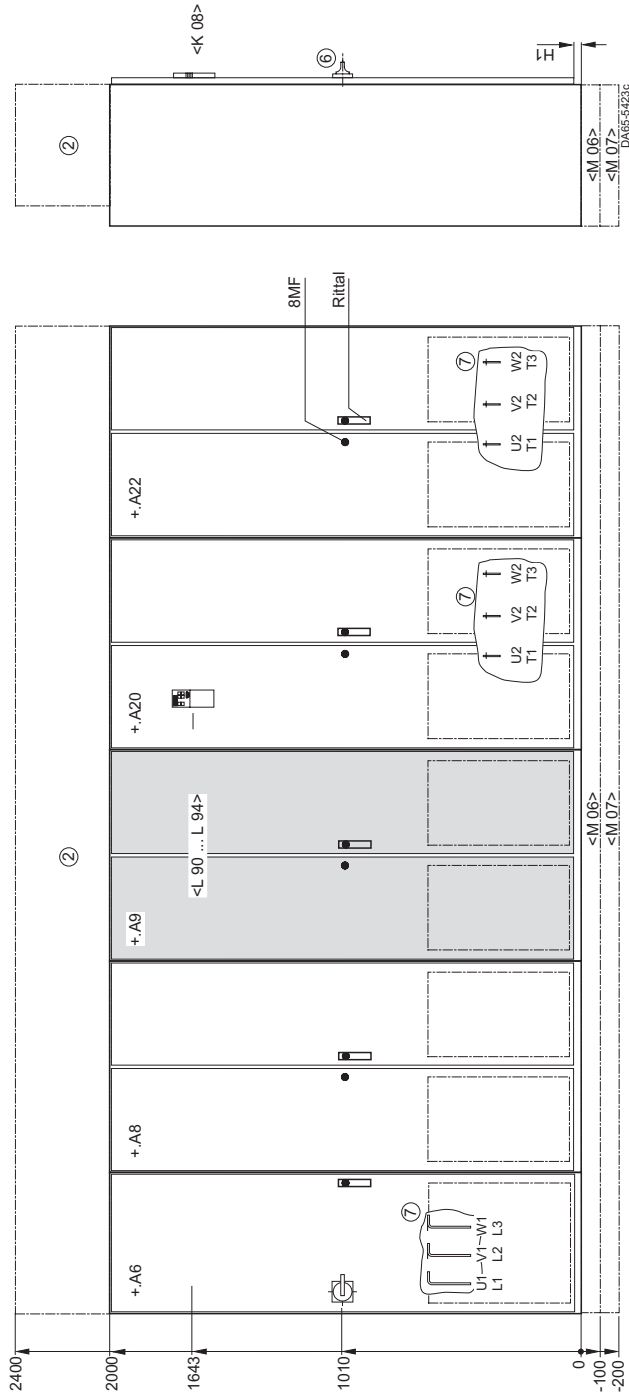 2400
2000
1643
1010
0
-100
-200
②
+.A6
+.A8
+.A9
<L 90 ... L 94>
+.A20
+.A22
8MF
Rittal
⑦
U1 V1 W1
L1 L2 L3
⑦
U2 V2 W2
T1 T2 T3
⑦
U2 V2 W2
T1 T2 T3
<M 06>
<M 07>
②
<K 08>
⑥
H1
<M 06>
<M 07>
DA65-5423c